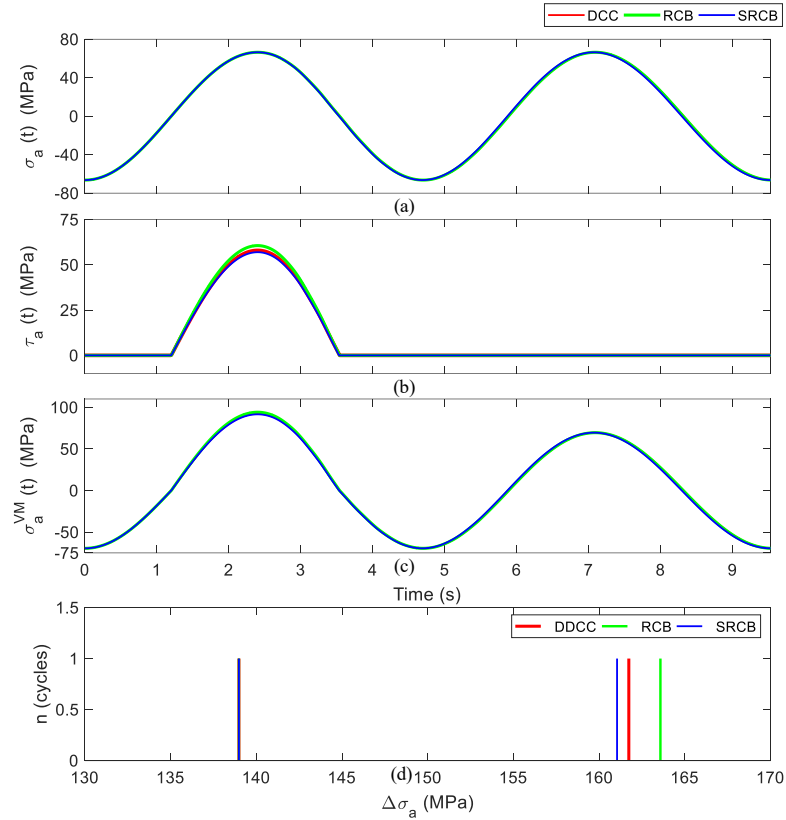 DCC RCB SRCB
80
40
0
-40
-80
σa (t) (MPa)
(a)
75
50
25
0
τa (t) (MPa)
(b)
100
50
0
-50
-75
σaVM (t) (MPa)
0 1 2 3 4 5 6 7 8 9
(c)
Time (s)
1.5
1
0.5
0
n (cycles)
DDCC RCB SRCB
130 135 140 145 150 155 160 165 170
(d)
Δσa (MPa)